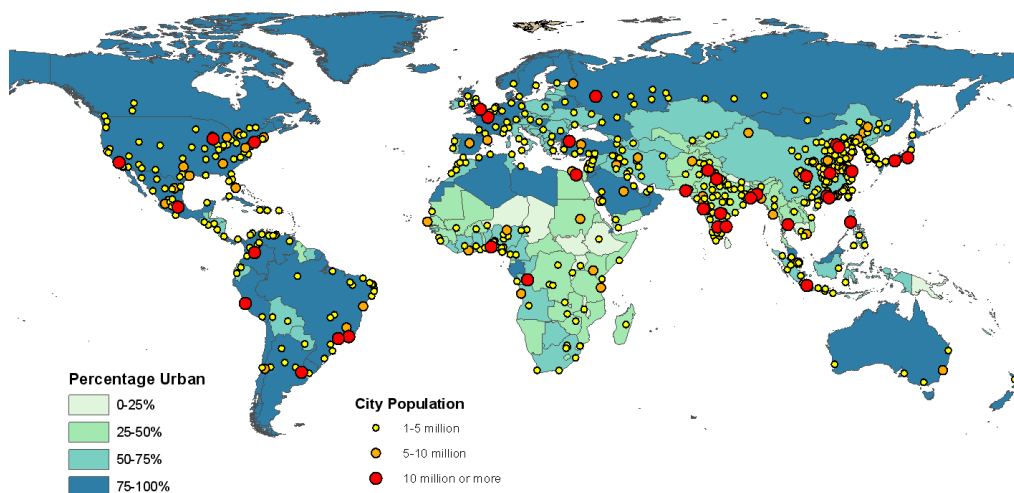 Percentage Urban
0-25%
25-50%
50-75%
75-100%
City Population
1-5 million
5-10 million
10 million or more